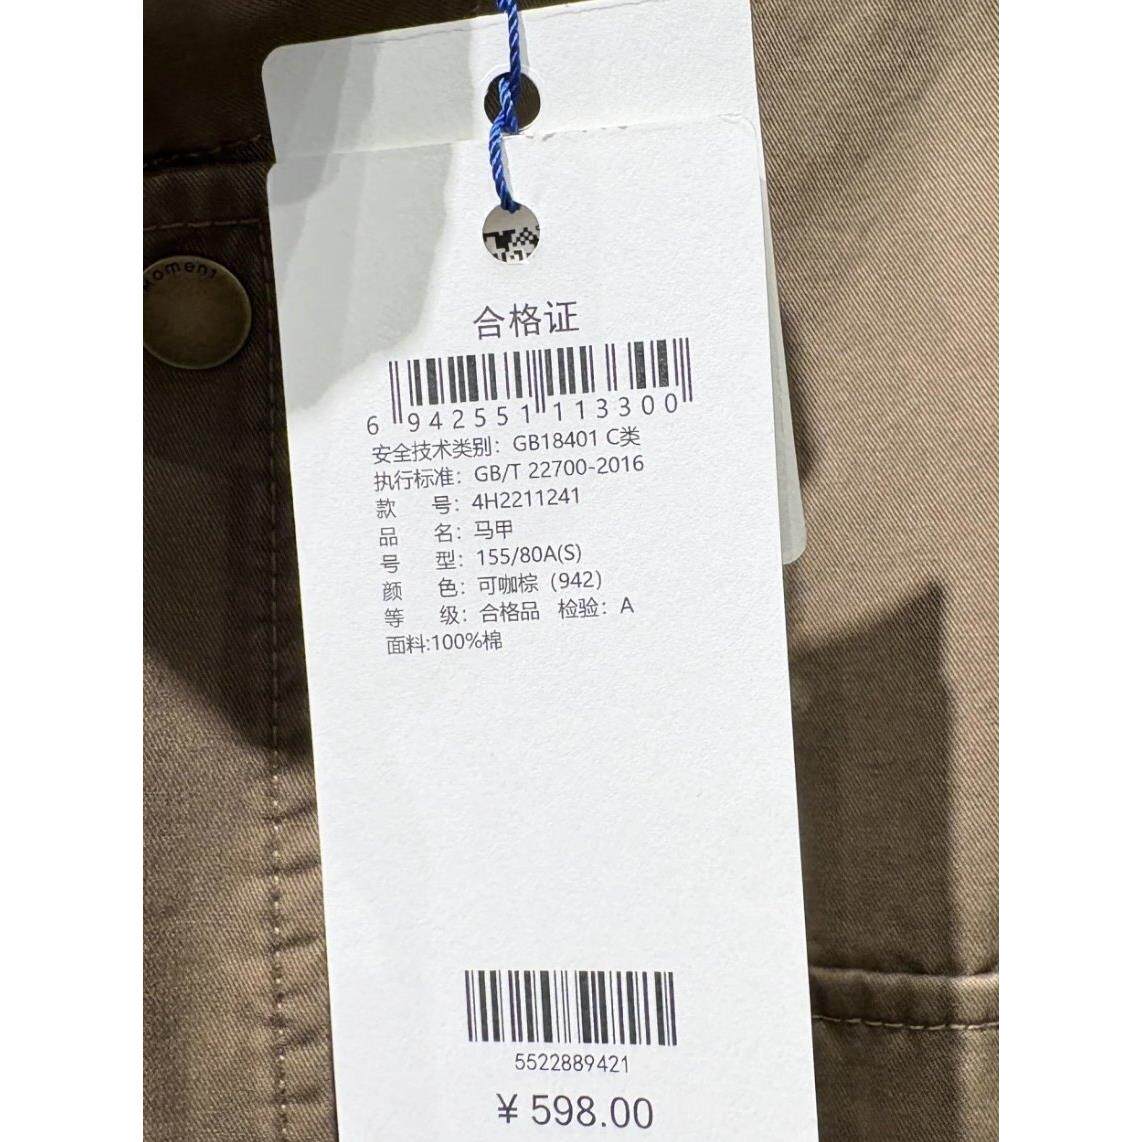 oment
合格证
6 942551 113300
安全技术类别：GB18401 C类
执行标准：GB/T 22700-2016
款 号：4H2211241
品 名：马甲
号 型：155/80A(S)
颜 色：可咖棕（942）
等 级：合格品 检验：A
面料:100%棉
5522889421
¥ 598.00